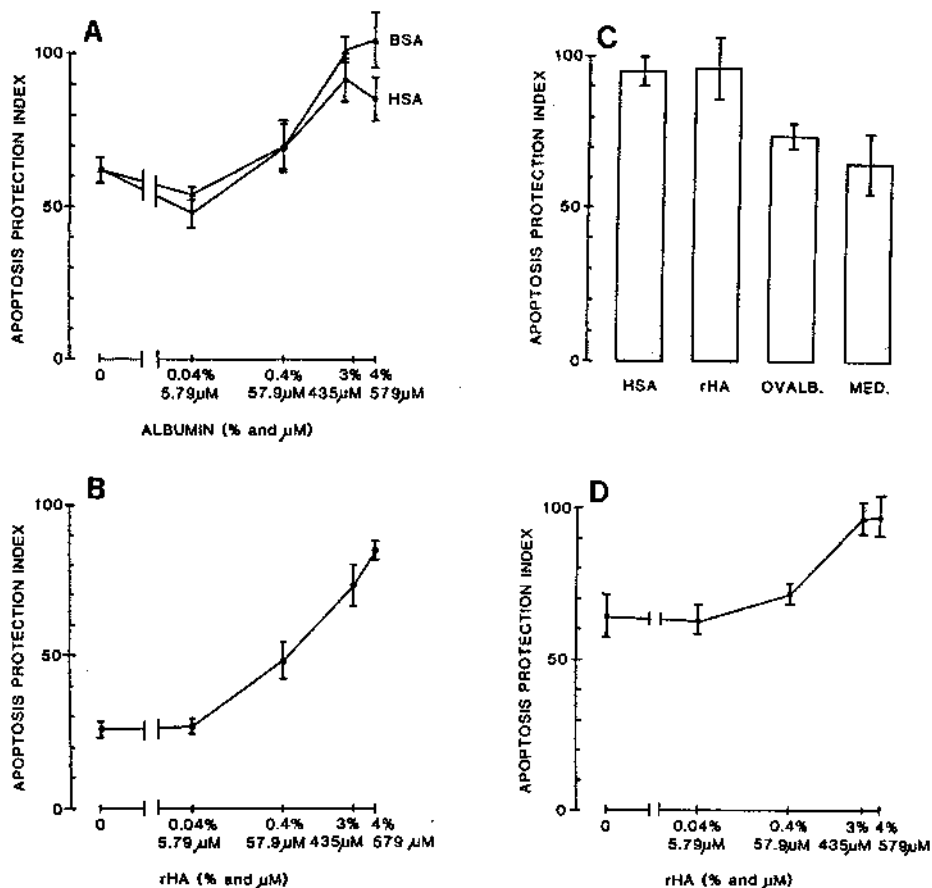 A
APOPTOSIS PROTECTION INDEX
100
50
0
BSA
HSA
0 0.04% 0.4% 3% 4%
5.79µM 57.9µM 435µM 579µM
ALBUMIN (% and µM)
C
APOPTOSIS PROTECTION INDEX
100
50
0
HSA rHA OVALB. MED.
B
APOPTOSIS PROTECTION INDEX
100
50
0
0 0.04% 0.4% 3% 4%
5.79µM 57.9µM 435µM 579µM
rHA (% and µM)
D
APOPTOSIS PROTECTION INDEX
100
50
0
0 0.04% 0.4% 3% 4%
5.79µM 57.9µM 435µM 579µM
rHA (% and µM)